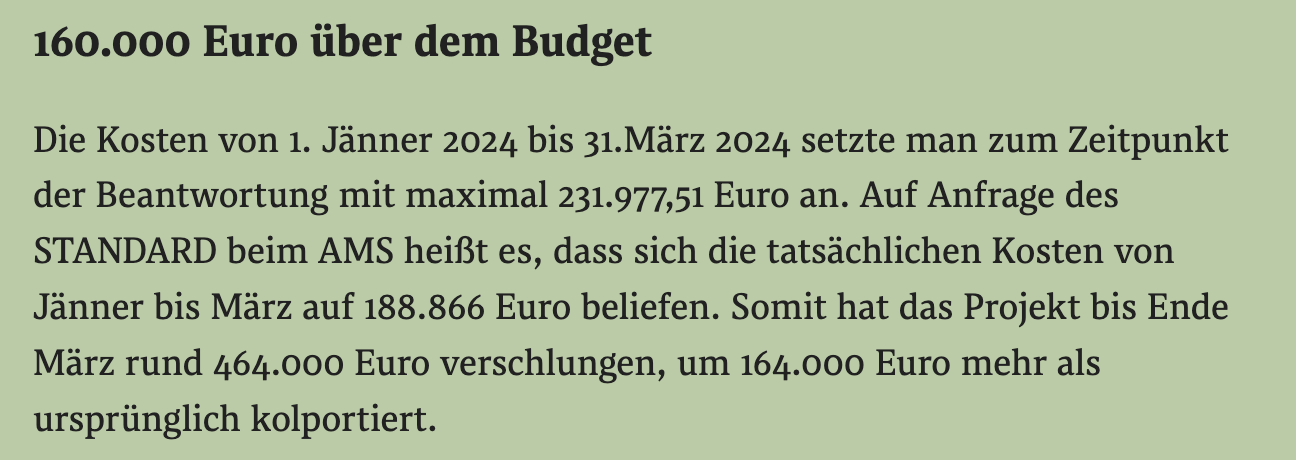 160.000 Euro über dem Budget
Die Kosten von 1. Jänner 2024 bis 31.März 2024 setzte man zum Zeitpunkt
der Beantwortung mit maximal 231.977,51 Euro an. Auf Anfrage des
STANDARD beim AMS heißt es, dass sich die tatsächlichen Kosten von
Jänner bis März auf 188.866 Euro beliefen. Somit hat das Projekt bis Ende
März rund 464.000 Euro verschlungen, um 164.000 Euro mehr als
ursprünglich kolportiert.